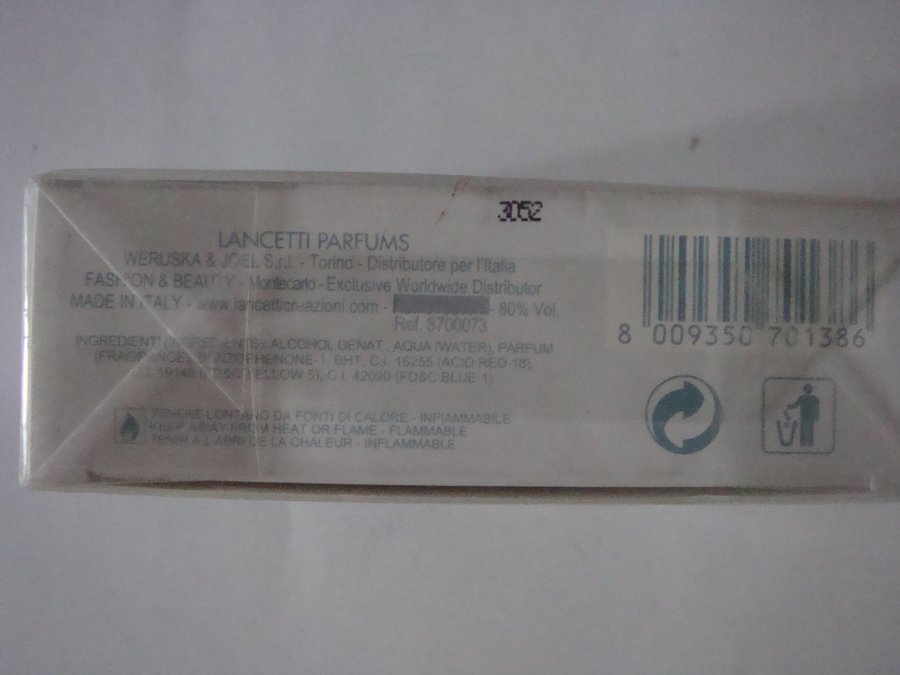 3052
LANCETTI PARFUMS
WERUSKA & JOEL S.r.l. - Torino - Distributore per l'Italia
FASHION & BEAUTY - Montecarlo - Exclusive Worldwide Distributor
MADE IN ITALY - www.lancetticreazioni.com - 80% Vol
Ref. 3700073
INGREDIENTI (INGREDIENTS): ALCOHOL DENAT., AQUA (WATER), PARFUM
(FRAGRANCE), BENZOPHENONE-1, BHT, C.I. 16255 (ACID RED 18),
C.I. 19140 (FD&C YELLOW 5), C.I. 42090 (FD&C BLUE 1).
TENERE LONTANO DA FONTI DI CALORE - INFIAMMABILE
KEEP AWAY FROM HEAT OR FLAME - FLAMMABLE
TENIR A L'ABRI DE LA CHALEUR - INFLAMMABLE
8 009350 701386